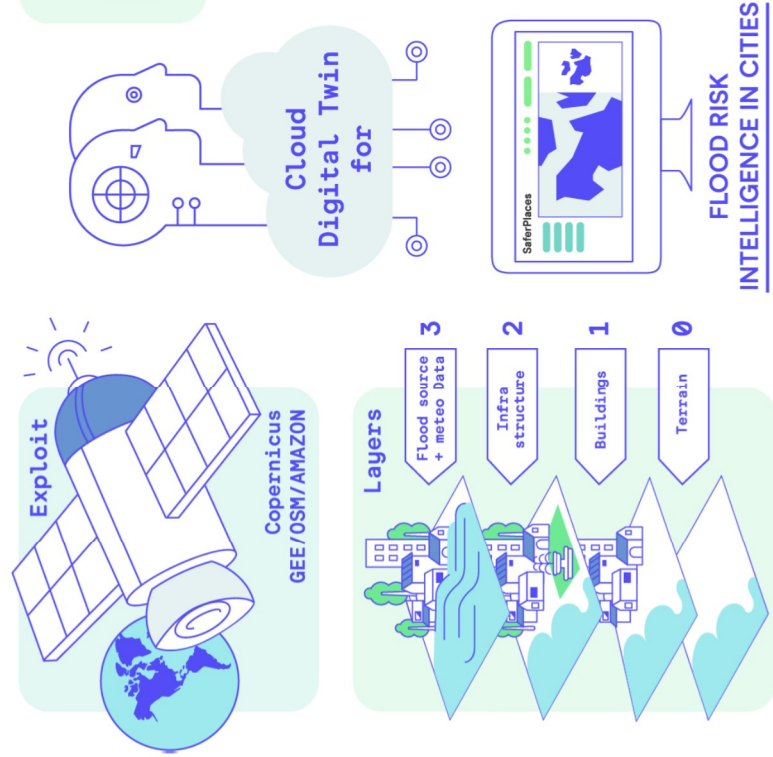 Exploit
Copernicus
GEE/OSM/AMAZON
Cloud
Digital Twin
for
Layers
Flood source
+ meteo Data
3
Infra
structure
2
Buildings
1
Terrain
0
SaferPlaces
FLOOD RISK
INTELLIGENCE IN CITIES